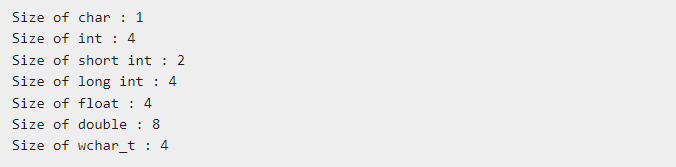 Size of char : 1
Size of int : 4
Size of short int : 2
Size of long int : 4
Size of float : 4
Size of double : 8
Size of wchar_t : 4